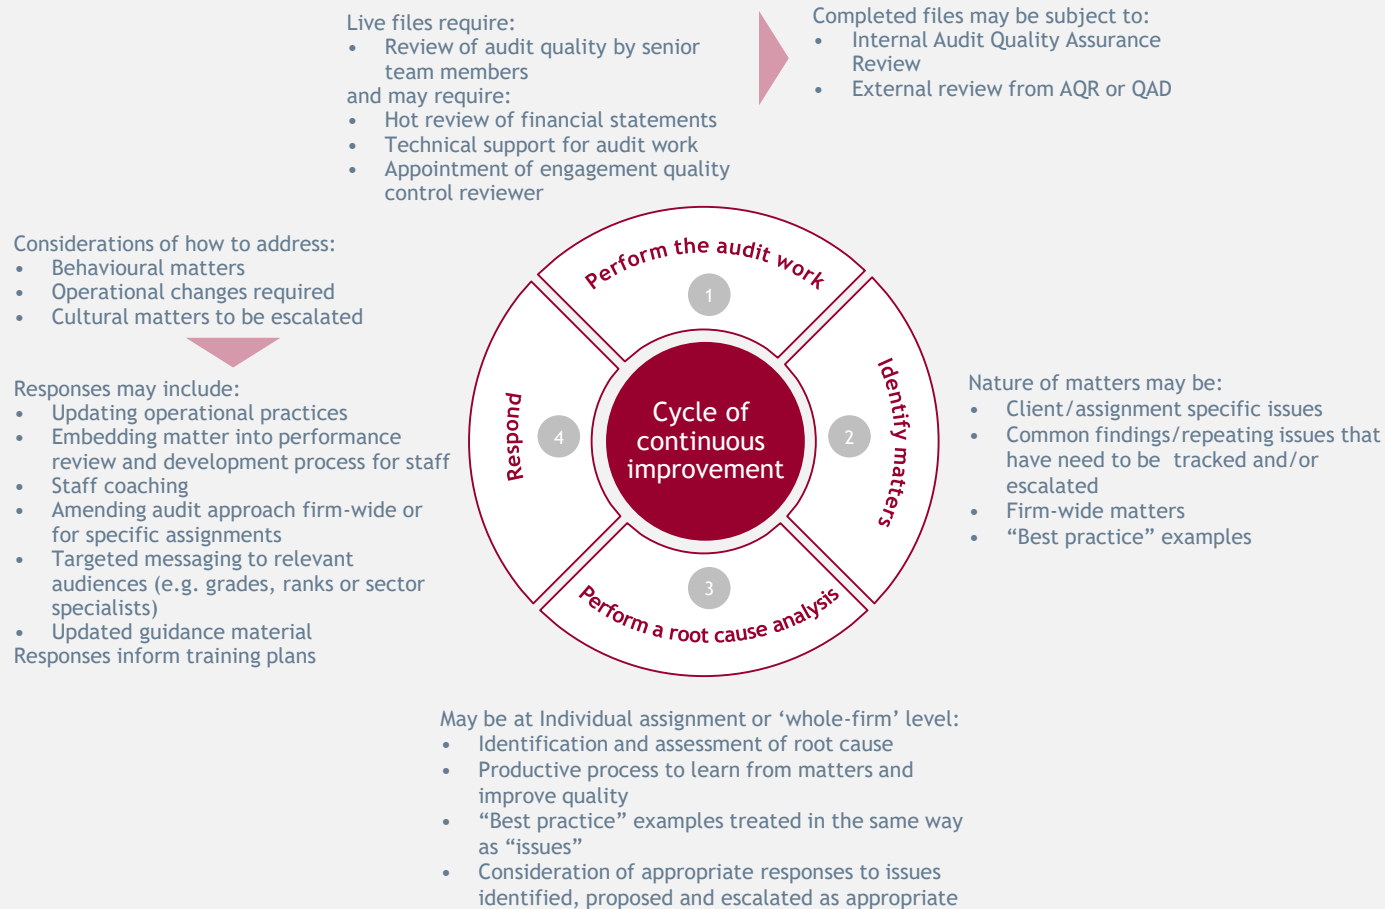 Live files require:
• Review of audit quality by senior
team members
and may require:
• Hot review of financial statements
• Technical support for audit work
• Appointment of engagement quality
control reviewer
Completed files may be subject to:
• Internal Audit Quality Assurance
Review
• External review from AQR or QAD
Considerations of how to address:
• Behavioural matters
• Operational changes required
• Cultural matters to be escalated
Responses may include:
• Updating operational practices
• Embedding matter into performance
review and development process for staff
• Staff coaching
• Amending audit approach firm-wide or
for specific assignments
• Targeted messaging to relevant
audiences (e.g. grades, ranks or sector
specialists)
• Updated guidance material
Responses inform training plans
Perform the audit work
1
Identify matters
2
Perform a root cause analysis
3
Respond
4
Cycle of
continuous
improvement
Nature of matters may be:
• Client/assignment specific issues
• Common findings/repeating issues that
have need to be tracked and/or
escalated
• Firm-wide matters
• “Best practice” examples
May be at Individual assignment or ‘whole-firm’ level:
• Identification and assessment of root cause
• Productive process to learn from matters and
improve quality
• “Best practice” examples treated in the same way
as “issues”
• Consideration of appropriate responses to issues
identified, proposed and escalated as appropriate